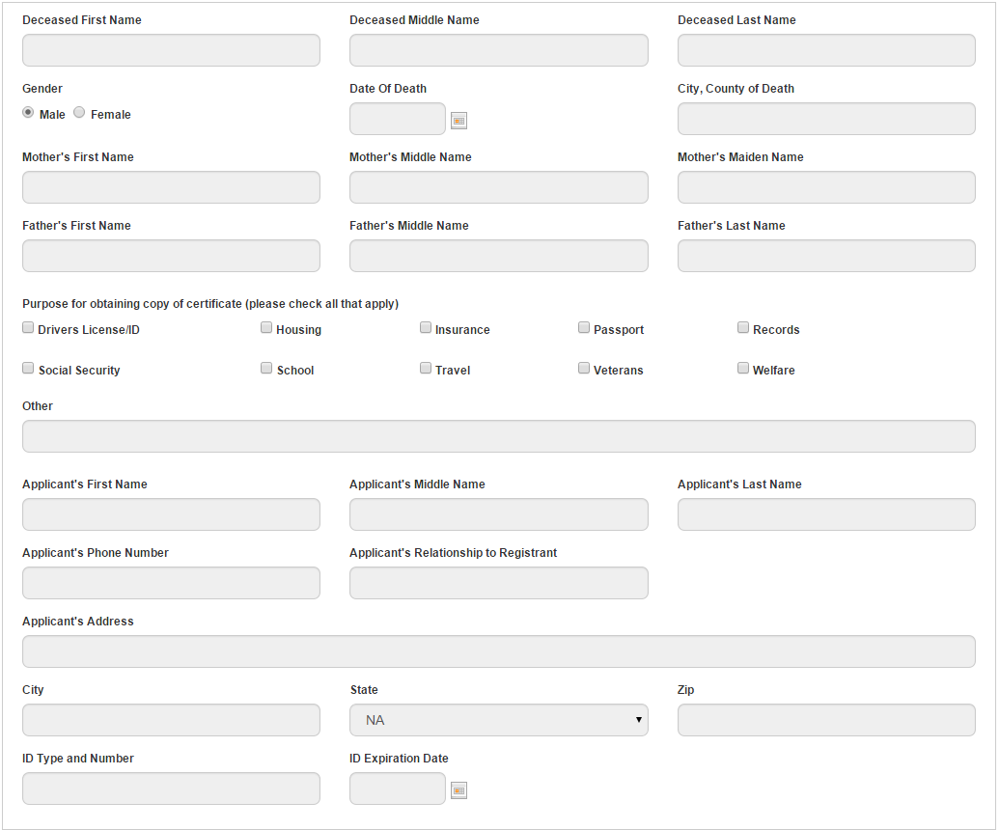 Deceased First Name Deceased Middle Name Deceased Last Name
Gender Date Of Death City, County of Death
Male Female
Mother's First Name Mother's Middle Name Mother's Maiden Name
Father's First Name Father's Middle Name Father's Last Name
Purpose for obtaining copy of certificate (please check all that apply)
Drivers License/ID Housing Insurance Passport Records
Social Security School Travel Veterans Welfare
Other
Applicant's First Name Applicant's Middle Name Applicant's Last Name
Applicant's Phone Number Applicant's Relationship to Registrant
Applicant's Address
City State Zip
NA
ID Type and Number ID Expiration Date